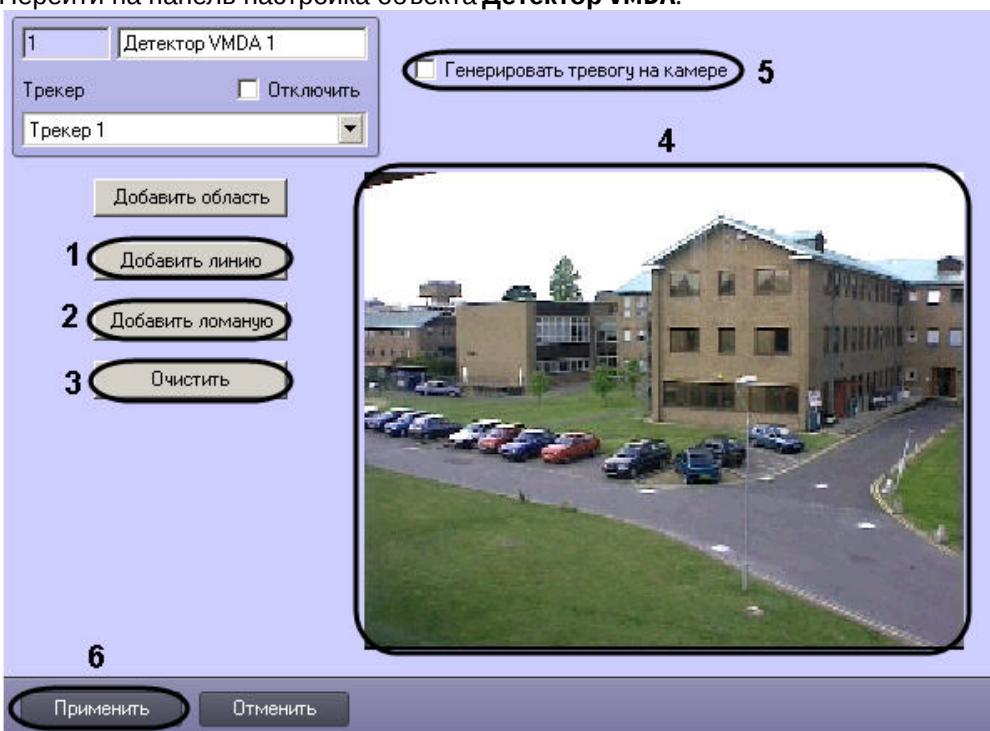 Перейти на панель настройка объекта Детектор VMDA.
1 Детектор VMDA 1
Трекер Отключить
Трекер 1
Генерировать тревогу на камере 5
4
Добавить область
1 Добавить линию
2 Добавить ломаную
3 Очистить
6
Применить Отменить